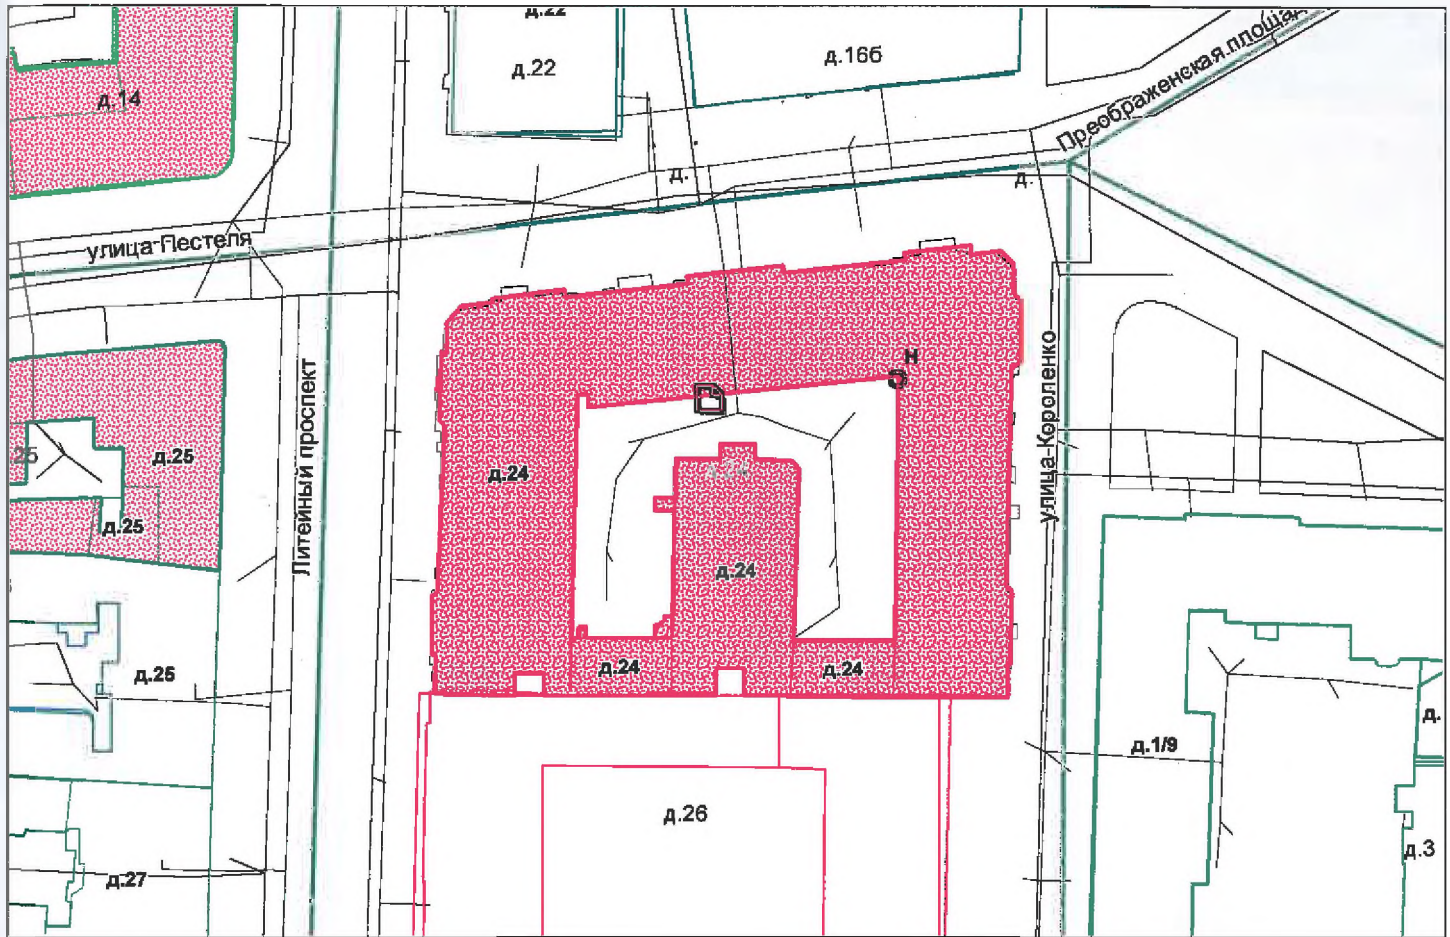 д.22
д.22
д.16б
Преображенская площадь
д.14
д.
д.
улица Пестеля
н
Литейный проспект
улица Короленко
25
д.25
д.24
д.24
д.25
д.24
д.24
д.24
д.25
д.1/9
д.
д.26
д.3
д.27